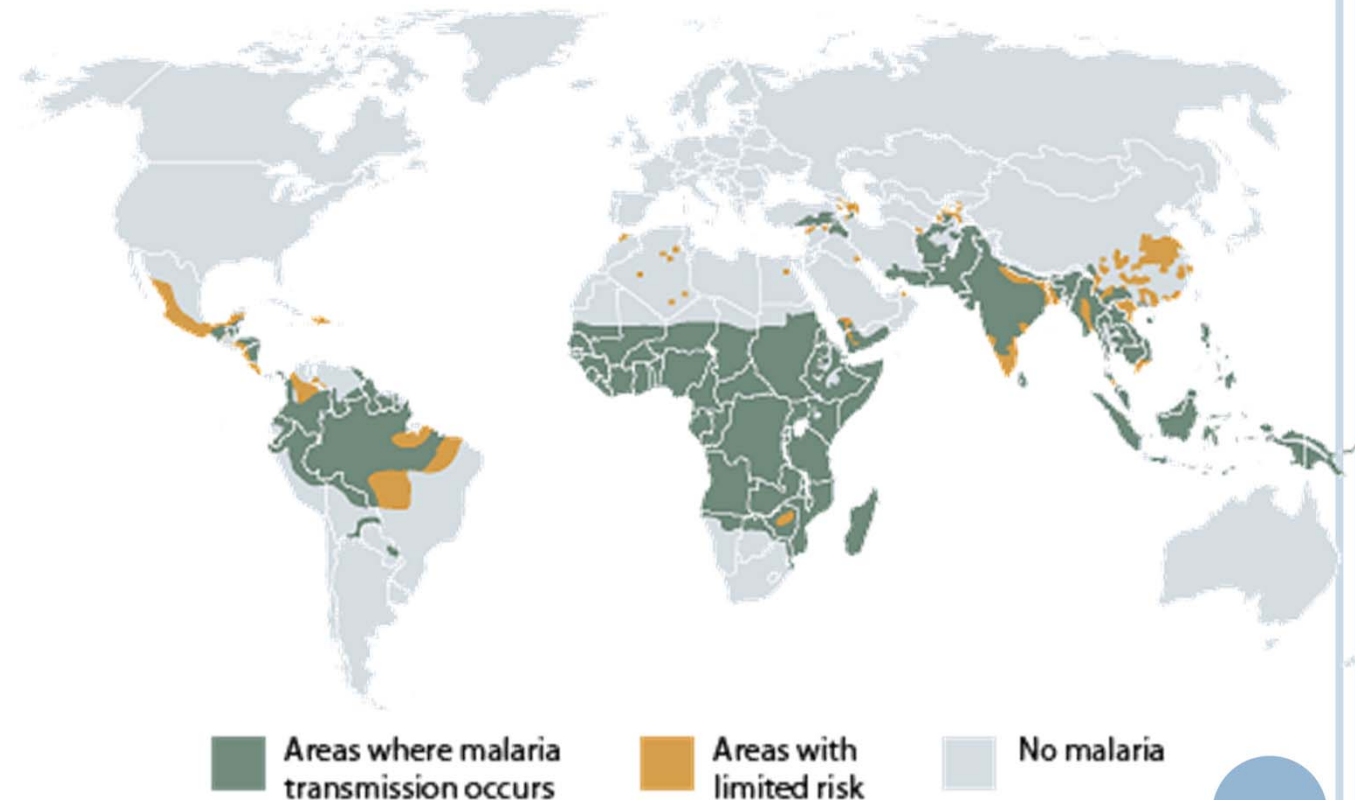 Areas where malaria
transmission occurs
Areas with
limited risk
No malaria